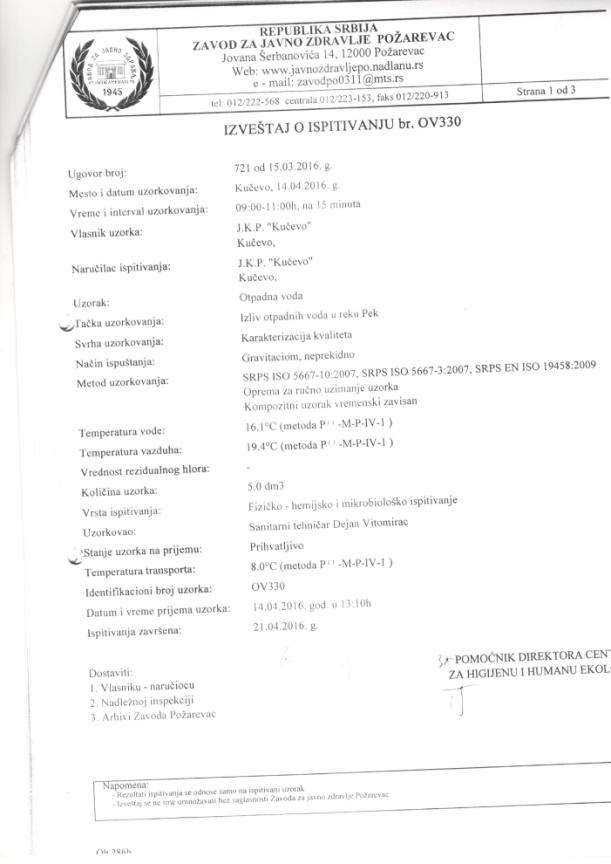 REPUBLIKA SRBIJA
ZAVOD ZA JAVNO ZDRAVLJE POŽAREVAC
Jovana Šerbanovića 14, 12000 Požarevac
Web: www.javnozdravljepo.nadlanu.rs
e - mail: zavodpo0311@mts.rs
tel: 012/222-568 centrala 012/223-153, faks 012/220-913
Strana 1 od 3
1945
IZVEŠTAJ O ISPITIVANJU br. OV330
Ugovor broj: 721 od 15.03.2016. g.
Mesto i datum uzorkovanja: Kučevo, 14.04.2016. g.
Vreme i interval uzorkovanja: 09:00-11:00h, na 15 minuta
Vlasnik uzorka: J.K.P. "Kučevo"
Kučevo,
Naručilac ispitivanja: J.K.P. "Kučevo"
Kučevo,
Uzorak: Otpadna voda
Tačka uzorkovanja: Izliv otpadnih voda u reku Pek
Svrha uzorkovanja: Karakterizacija kvaliteta
Način ispuštanja: Gravitaciom, neprekidno
Metod uzorkovanja: SRPS ISO 5667-10:2007, SRPS ISO 5667-3:2007, SRPS EN ISO 19458:2009
Oprema za ručno uzimanje uzorka
Kompozitni uzorak vremenski zavisan
Temperatura vode: 16.1°C (metoda -M-P-IV-1 )
Temperatura vazduha: 19.4°C (metoda -M-P-IV-1 )
Vrednost rezidualnog hlora: -
Količina uzorka: 5.0 dm3
Vrsta ispitivanja: Fizičko - hemijsko i mikrobiološko ispitivanje
Uzorkovao: Sanitarni tehničar Dejan Vitomirac
Stanje uzorka na prijemu: Prihvatljivo
Temperatura transporta: 8.0°C (metoda -M-P-IV-1 )
Identifikacioni broj uzorka: OV330
Datum i vreme prijema uzorka: 14.04.2016. god. u 13:10h
Ispitivanja završena: 21.04.2016. g.
POMOĆNIK DIREKTORA CENT
ZA HIGIJENU I HUMANU EKOL
Dostaviti:
1. Vlasniku - naručiocu
2. Nadležnoj inspekciji
3. Arhivi Zavoda Požarevac
Napomena:
- Rezultati ispitivanja se odnose samo na ispitivani uzorak
- Izveštaj se ne sme umnožavati bez saglasnosti Zavoda za javno zdravlje Požarevac